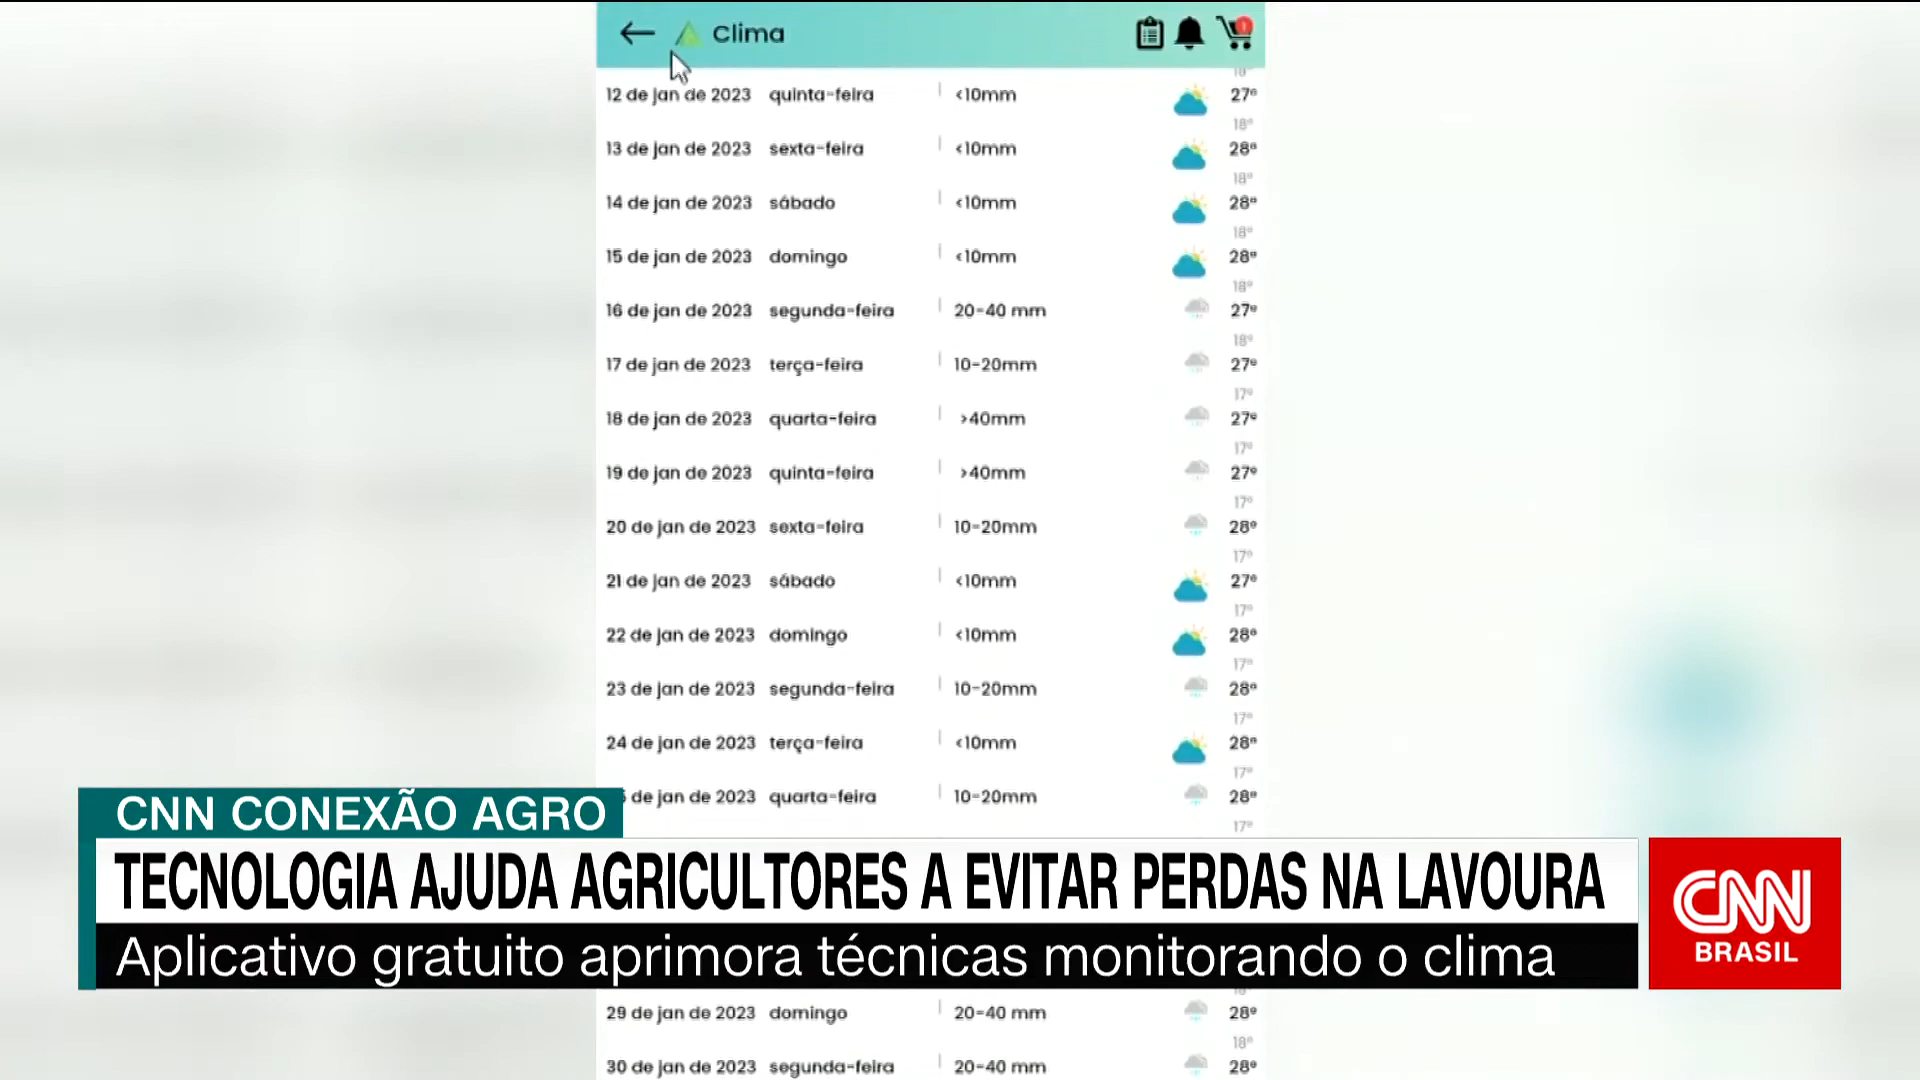 Clima
1
18°
12 de jan de 2023 quinta-feira <10mm 27°
18°
13 de jan de 2023 sexta-feira <10mm 28°
18°
14 de jan de 2023 sábado <10mm 28°
18°
15 de jan de 2023 domingo <10mm 28°
18°
16 de jan de 2023 segunda-feira 20-40 mm 27°
18°
17 de jan de 2023 terça-feira 10-20mm 27°
17°
18 de jan de 2023 quarta-feira >40mm 27°
17°
19 de jan de 2023 quinta-feira >40mm 27°
17°
20 de jan de 2023 sexta-feira 10-20mm 28°
17°
21 de jan de 2023 sábado <10mm 27°
17°
22 de jan de 2023 domingo <10mm 28°
17°
23 de jan de 2023 segunda-feira 10-20mm 28°
17°
24 de jan de 2023 terça-feira <10mm 28°
17°
de jan de 2023 quarta-feira 10-20mm 28°
17°
CNN CONEXÃO AGRO
TECNOLOGIA AJUDA AGRICULTORES A EVITAR PERDAS NA LAVOURA
Aplicativo gratuito aprimora técnicas monitorando o clima
CNN
BRASIL
29 de jan de 2023 domingo 20-40 mm 28°
18°
30 de jan de 2023 segunda-feira 20-40 mm 28°